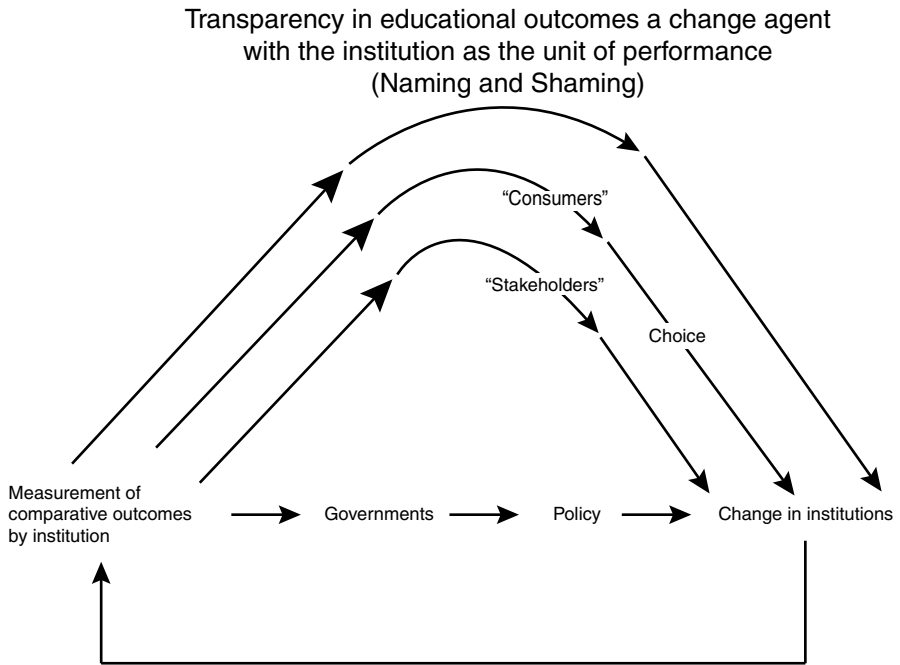 Transparency in educational outcomes a change agent
with the institution as the unit of performance
(Naming and Shaming)
“Consumers”
“Stakeholders”
Choice
Measurement of
comparative outcomes
by institution
Governments
Policy
Change in institutions